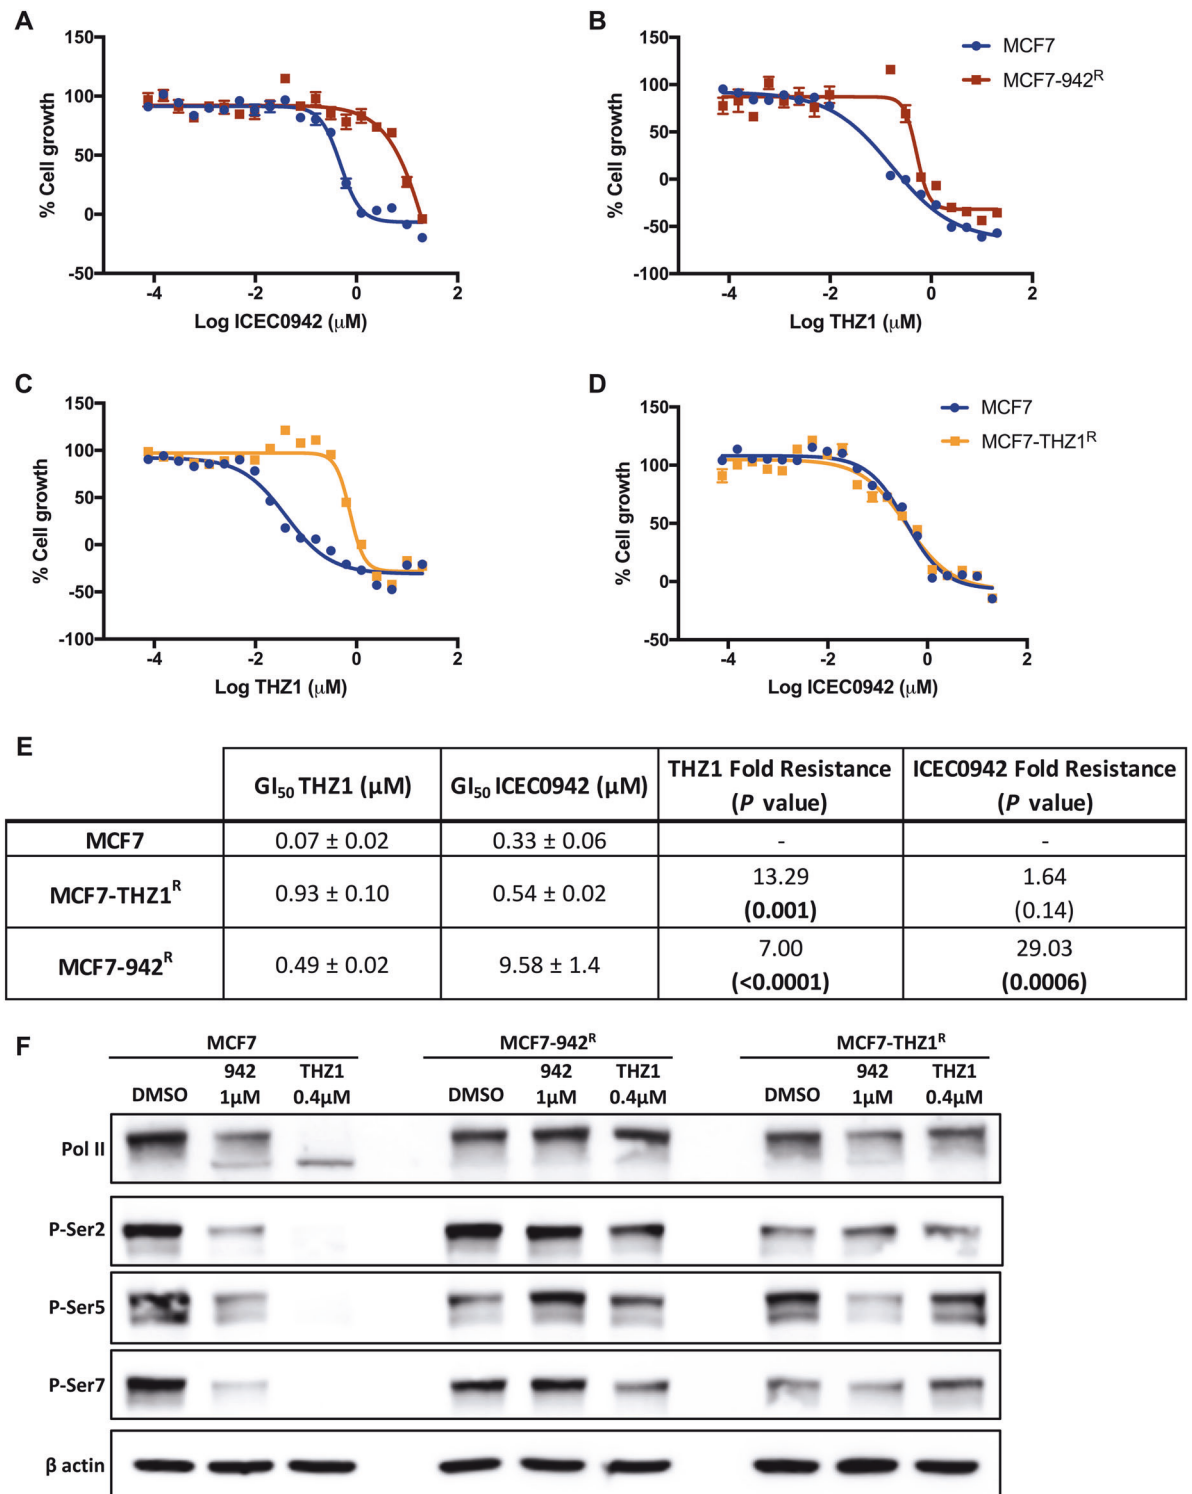 A
150
100
50
0
-50
% Cell growth
-4 -2 0 2
Log ICEC0942 (μM)
B
150
100
50
0
-50
-100
% Cell growth
-4 -2 0 2
Log THZ1 (μM)
MCF7
MCF7-942ᴿ
C
150
100
50
0
-50
-100
% Cell growth
-4 -2 0 2
Log THZ1 (μM)
D
150
100
50
0
-50
% Cell growth
-4 -2 0 2
Log ICEC0942 (μM)
MCF7
MCF7-THZ1ᴿ
E
GI₅₀ THZ1 (μM) GI₅₀ ICEC0942 (μM) THZ1 Fold Resistance (P value) ICEC0942 Fold Resistance (P value)
MCF7 0.07 ± 0.02 0.33 ± 0.06 - -
MCF7-THZ1ᴿ 0.93 ± 0.10 0.54 ± 0.02 13.29 (0.001) 1.64 (0.14)
MCF7-942ᴿ 0.49 ± 0.02 9.58 ± 1.4 7.00 (<0.0001) 29.03 (0.0006)
F
MCF7 MCF7-942ᴿ MCF7-THZ1ᴿ
942 THZ1 942 THZ1 942 THZ1
DMSO 1μM 0.4μM DMSO 1μM 0.4μM DMSO 1μM 0.4μM
Pol II
P-Ser2
P-Ser5
P-Ser7
β actin